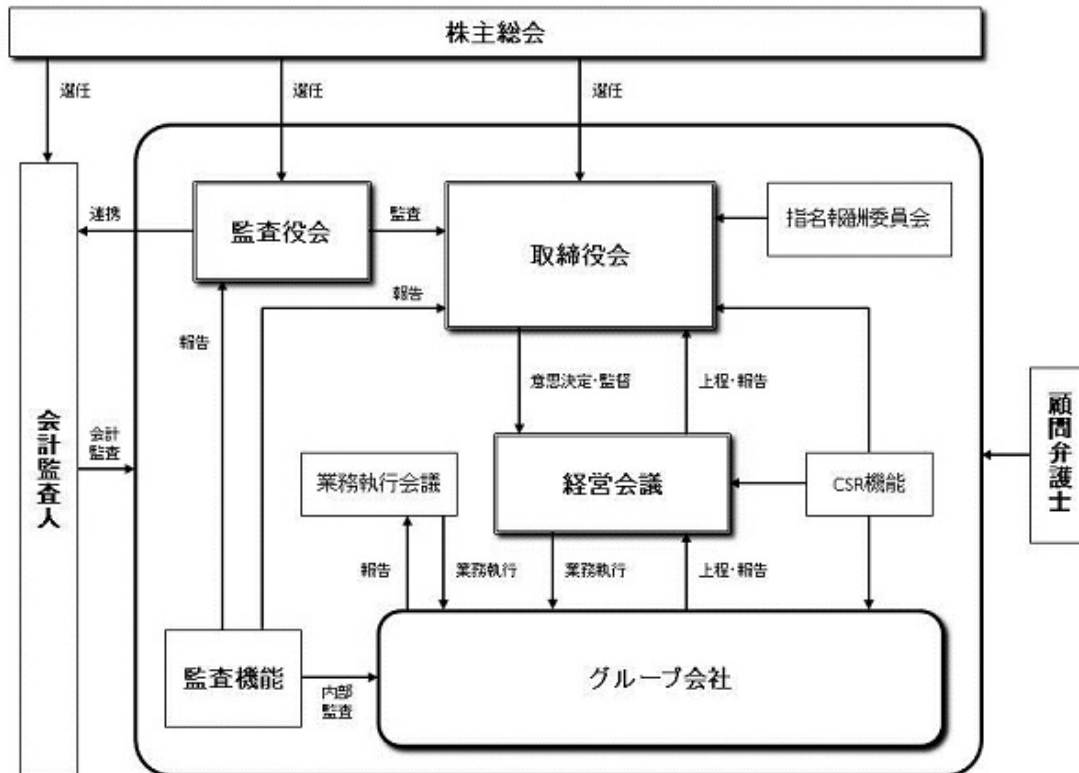 株主総会
選任
選任
選任
連携
監査役会
監査
取締役会
指名報酬委員会
報告
報告
意思決定・監督
上程・報告
会計監査人
会計
監査
顧問弁護士
業務執行会議
経営会議
CSR機能
報告
業務執行
業務執行
上程・報告
監査機能
内部
監査
グループ会社